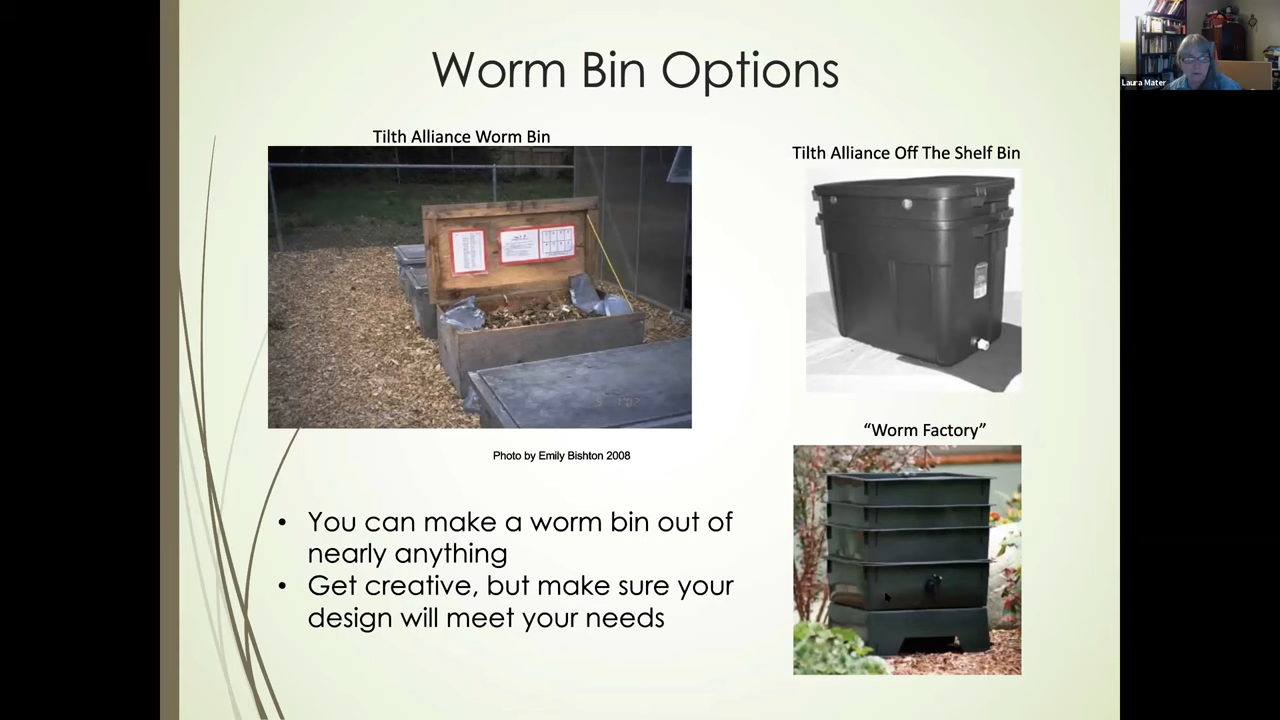 Worm Bin Options
Laura Mater
Tilth Alliance Worm Bin
Tilth Alliance Off The Shelf Bin
“Worm Factory”
Photo by Emily Bishton 2008
• You can make a worm bin out of
nearly anything
• Get creative, but make sure your
design will meet your needs